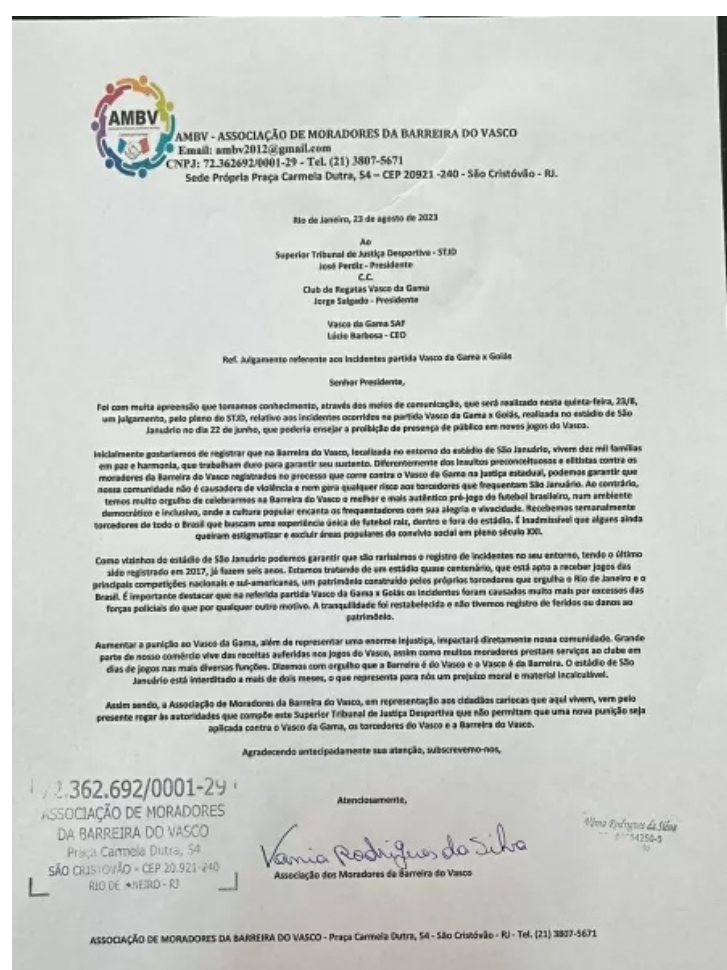 AMBV
AMBV - ASSOCIAÇÃO DE MORADORES DA BARREIRA DO VASCO
Email: ambv2012@gmail.com
CNPJ: 72.362692/0001-29 - Tel. (21) 3807-5671
Sede Própria Praça Carmela Dutra, 54 – CEP 20921 -240 - São Cristóvão - RJ.
Rio de Janeiro, 23 de agosto de 2023
Ao
Superior Tribunal de Justiça Desportiva - STJD
José Perdiz - Presidente
C.C.
Club de Regatas Vasco da Gama
Jorge Salgado - Presidente
Vasco da Gama SAF
Lúcio Barbosa - CEO
Ref. Julgamento referente aos incidentes partida Vasco da Gama x Goiás
Senhor Presidente,
Foi com muita apreensão que tomamos conhecimento, através dos meios de comunicação, que será realizado nesta quinta-feira, 23/8,
um julgamento, pelo pleno do STJD, relativo aos incidentes ocorridos na partida Vasco da Gama x Goiás, realizada no estádio de São
Januário no dia 22 de junho, que poderia ensejar a proibição de presença de público em novos jogos do Vasco.
Inicialmente gostaríamos de registrar que na Barreira do Vasco, localizada no entorno do estádio de São Januário, vivem dez mil famílias
em paz e harmonia, que trabalham duro para garantir seu sustento. Diferentemente dos insultos preconceituosos e elitistas contra os
moradores da Barreira do Vasco registrados no processo que corre contra o Vasco da Gama na justiça estadual, podemos garantir que
nossa comunidade não é causadora de violência e nem gera qualquer risco aos torcedores que frequentam São Januário. Ao contrário,
temos muito orgulho de celebrarmos na Barreira do Vasco o melhor e mais autêntico pré-jogo do futebol brasileiro, num ambiente
democrático e inclusivo, onde a cultura popular encanta os frequentadores com sua alegria e vivacidade. Recebemos semanalmente
torcedores de todo o Brasil que buscam uma experiência única de futebol raiz, dentro e fora do estádio. É inadmissível que alguns ainda
queiram estigmatizar e excluir áreas populares do convívio social em pleno século XXI.
Como vizinhos do estádio de São Januário podemos garantir que são raríssimos o registro de incidentes no seu entorno, tendo o último
sido registrado em 2017, já fazem seis anos. Estamos tratando de um estádio quase centenário, que está apto a receber jogos das
principais competições nacionais e sul-americanas, um patrimônio construído pelos próprios torcedores que orgulha o Rio de Janeiro e o
Brasil. É importante destacar que na referida partida Vasco da Gama x Goiás os incidentes foram causados muito mais por excessos das
forças policiais do que por qualquer outro motivo. A tranquilidade foi restabelecida e não tivemos registro de feridos ou danos ao
patrimônio.
Aumentar a punição ao Vasco da Gama, além de representar uma enorme injustiça, impactará diretamente nossa comunidade. Grande
parte de nosso comércio vive das receitas auferidas nos jogos do Vasco, assim como muitos moradores prestam serviços ao clube em
dias de jogos nas mais diversas funções. Dizemos com orgulho que a Barreira é do Vasco e o Vasco é da Barreira. O estádio de São
Januário está interditado a mais de dois meses, o que representa para nós um prejuízo moral e material incalculável.
Assim sendo, a Associação de Moradores da Barreira do Vasco, em representação aos cidadãos cariocas que aqui vivem, vem pelo
presente rogar às autoridades que compõe este Superior Tribunal de Justiça Desportiva que não permitam que uma nova punição seja
aplicada contra o Vasco da Gama, os torcedores do Vasco e a Barreira do Vasco.
Agradecendo antecipadamente sua atenção, subscrevemo-nos,
Atenciosamente,
72.362.692/0001-29
ASSOCIAÇÃO DE MORADORES
DA BARREIRA DO VASCO
Praça Carmela Dutra, 54
SÃO CRISTOVÃO - CEP 20.921-240
RIO DE JANEIRO - RJ
Vania Rodrigues da Silva
Associação dos Moradores da Barreira do Vasco
Rodrigues da Silva
ASSOCIAÇÃO DE MORADORES DA BARREIRA DO VASCO - Praça Carmela Dutra, 54 - São Cristóvão - RJ - Tel. (21) 3807-5671